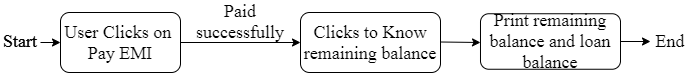 Start
User Clicks on
Pay EMI
Paid
successfully
Clicks to Know
remaining balance
Print remaining
balance and loan
balance
End